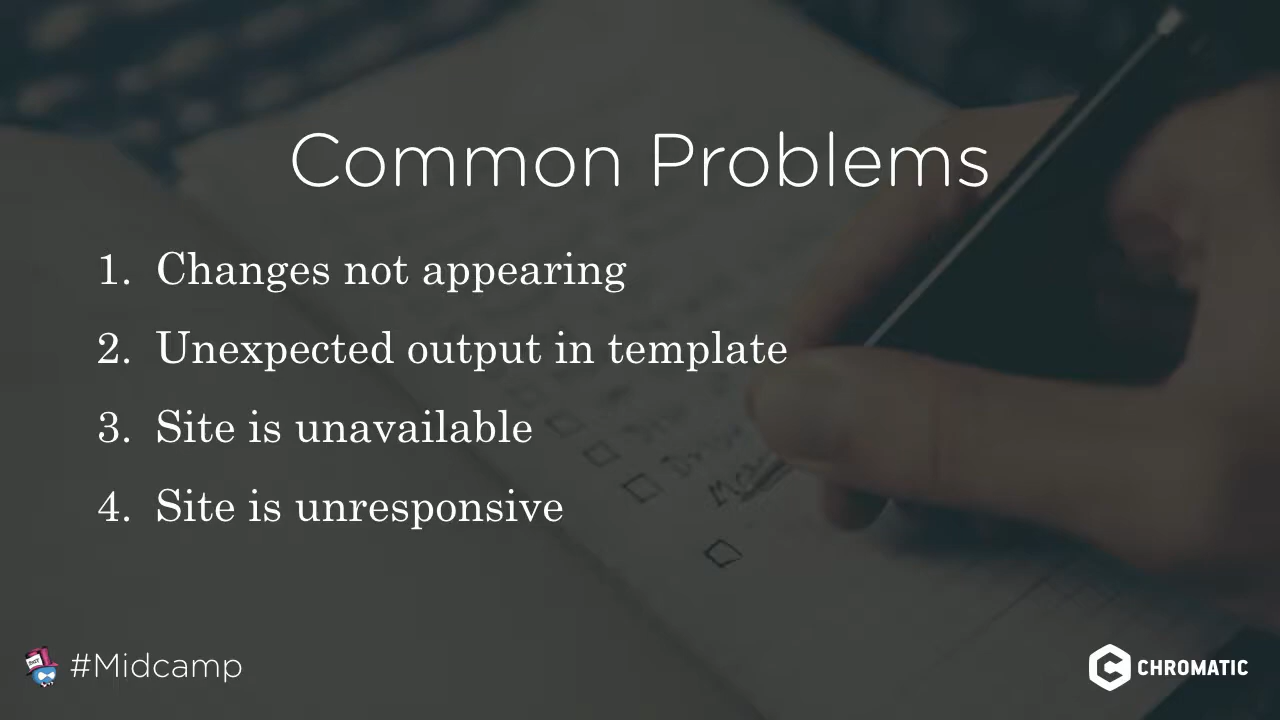 Common Problems
1. Changes not appearing
2. Unexpected output in template
3. Site is unavailable
4. Site is unresponsive
#Midcamp
CHROMATIC